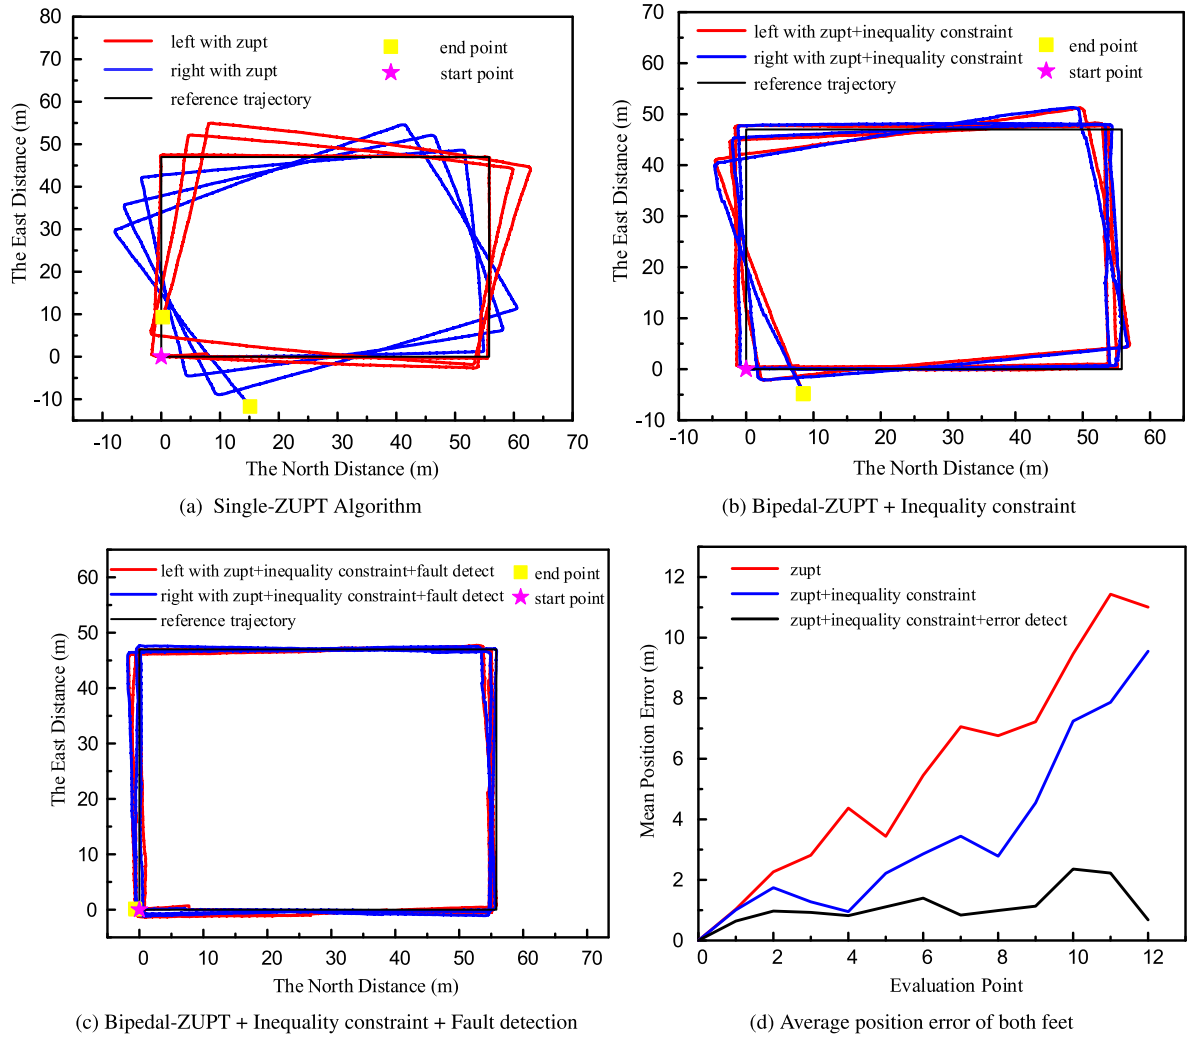 80
70
60
50
40
30
20
10
0
-10
-10
0
10
20
30
40
50
60
70
The East Distance (m)
The North Distance (m)
left with zupt
right with zupt
reference trajectory
end point
start point
(a) Single-ZUPT Algorithm
70
60
50
40
30
20
10
0
-10
-10
0
10
20
30
40
50
60
The East Distance (m)
The North Distance (m)
left with zupt+inequality constraint
right with zupt+inequality constraint
reference trajectory
end point
start point
(b) Bipedal-ZUPT + Inequality constraint
60
50
40
30
20
10
0
0
10
20
30
40
50
60
70
The East Distance (m)
The North Distance (m)
left with zupt+inequality constraint+fault detect
right with zupt+inequality constraint+fault detect
reference trajectory
end point
start point
(c) Bipedal-ZUPT + Inequality constraint + Fault detection
12
10
8
6
4
2
0
0
2
4
6
8
10
12
Mean Position Error (m)
Evaluation Point
zupt
zupt+inequality constraint
zupt+inequality constraint+error detect
(d) Average position error of both feet